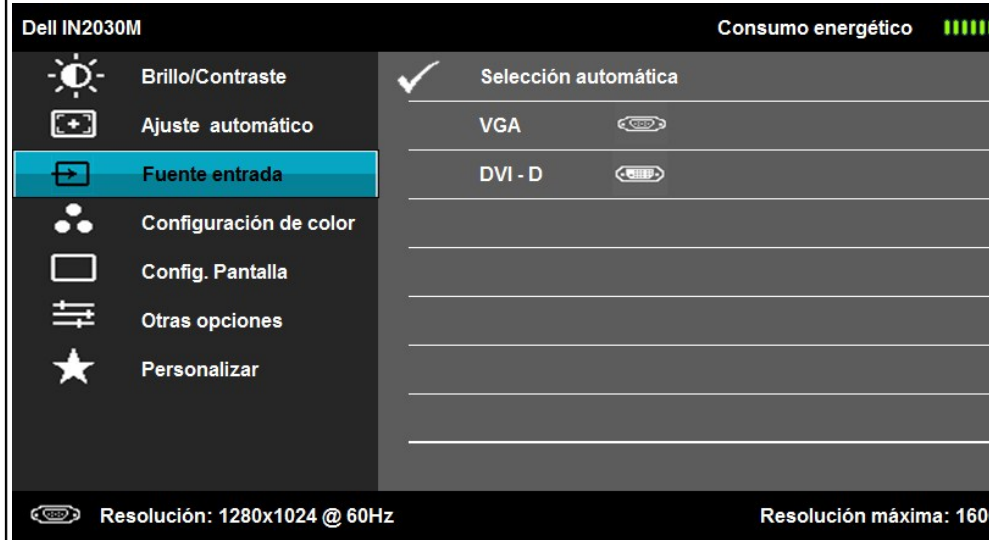 Dell IN2030M Consumo energético
Brillo/Contraste
Ajuste automático
Fuente entrada
Configuración de color
Config. Pantalla
Otras opciones
Personalizar
Selección automática
VGA
DVI - D
Resolución: 1280x1024 @ 60Hz Resolución máxima: 160